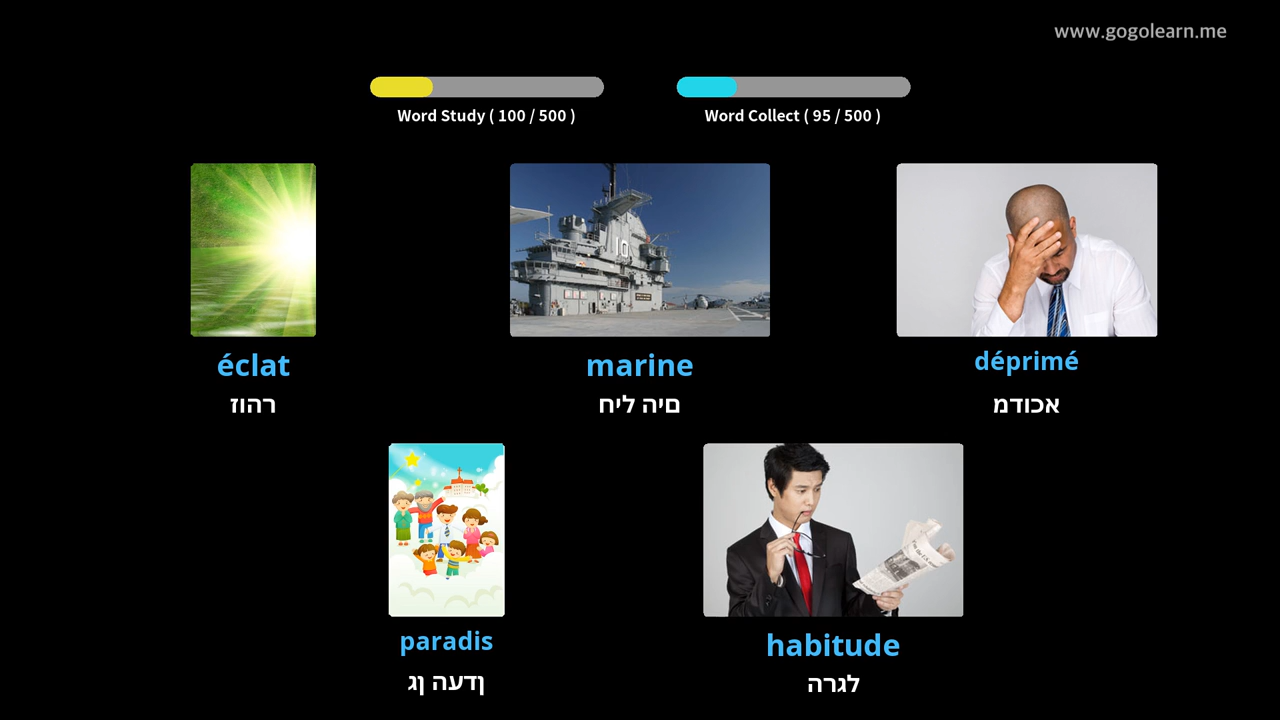 www.gogolearn.me
Word Study ( 100 / 500 )
Word Collect ( 95 / 500 )
éclat
רהוז
marine
םיה ליח
déprimé
אכודמ
paradis
ןדעה ןג
habitude
לגרה